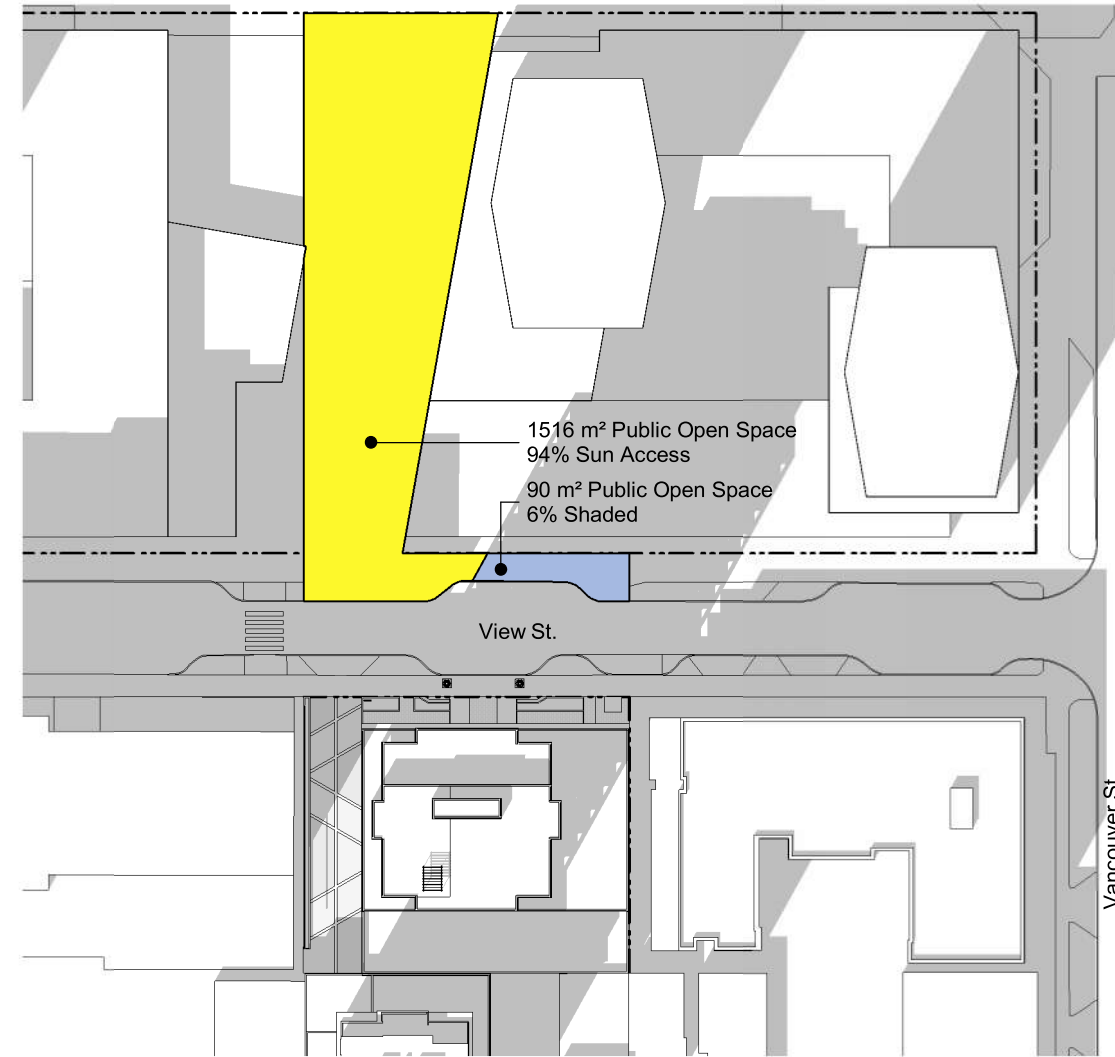 1516 m² Public Open Space
94% Sun Access
90 m² Public Open Space
6% Shaded
View St.
Vancouver St